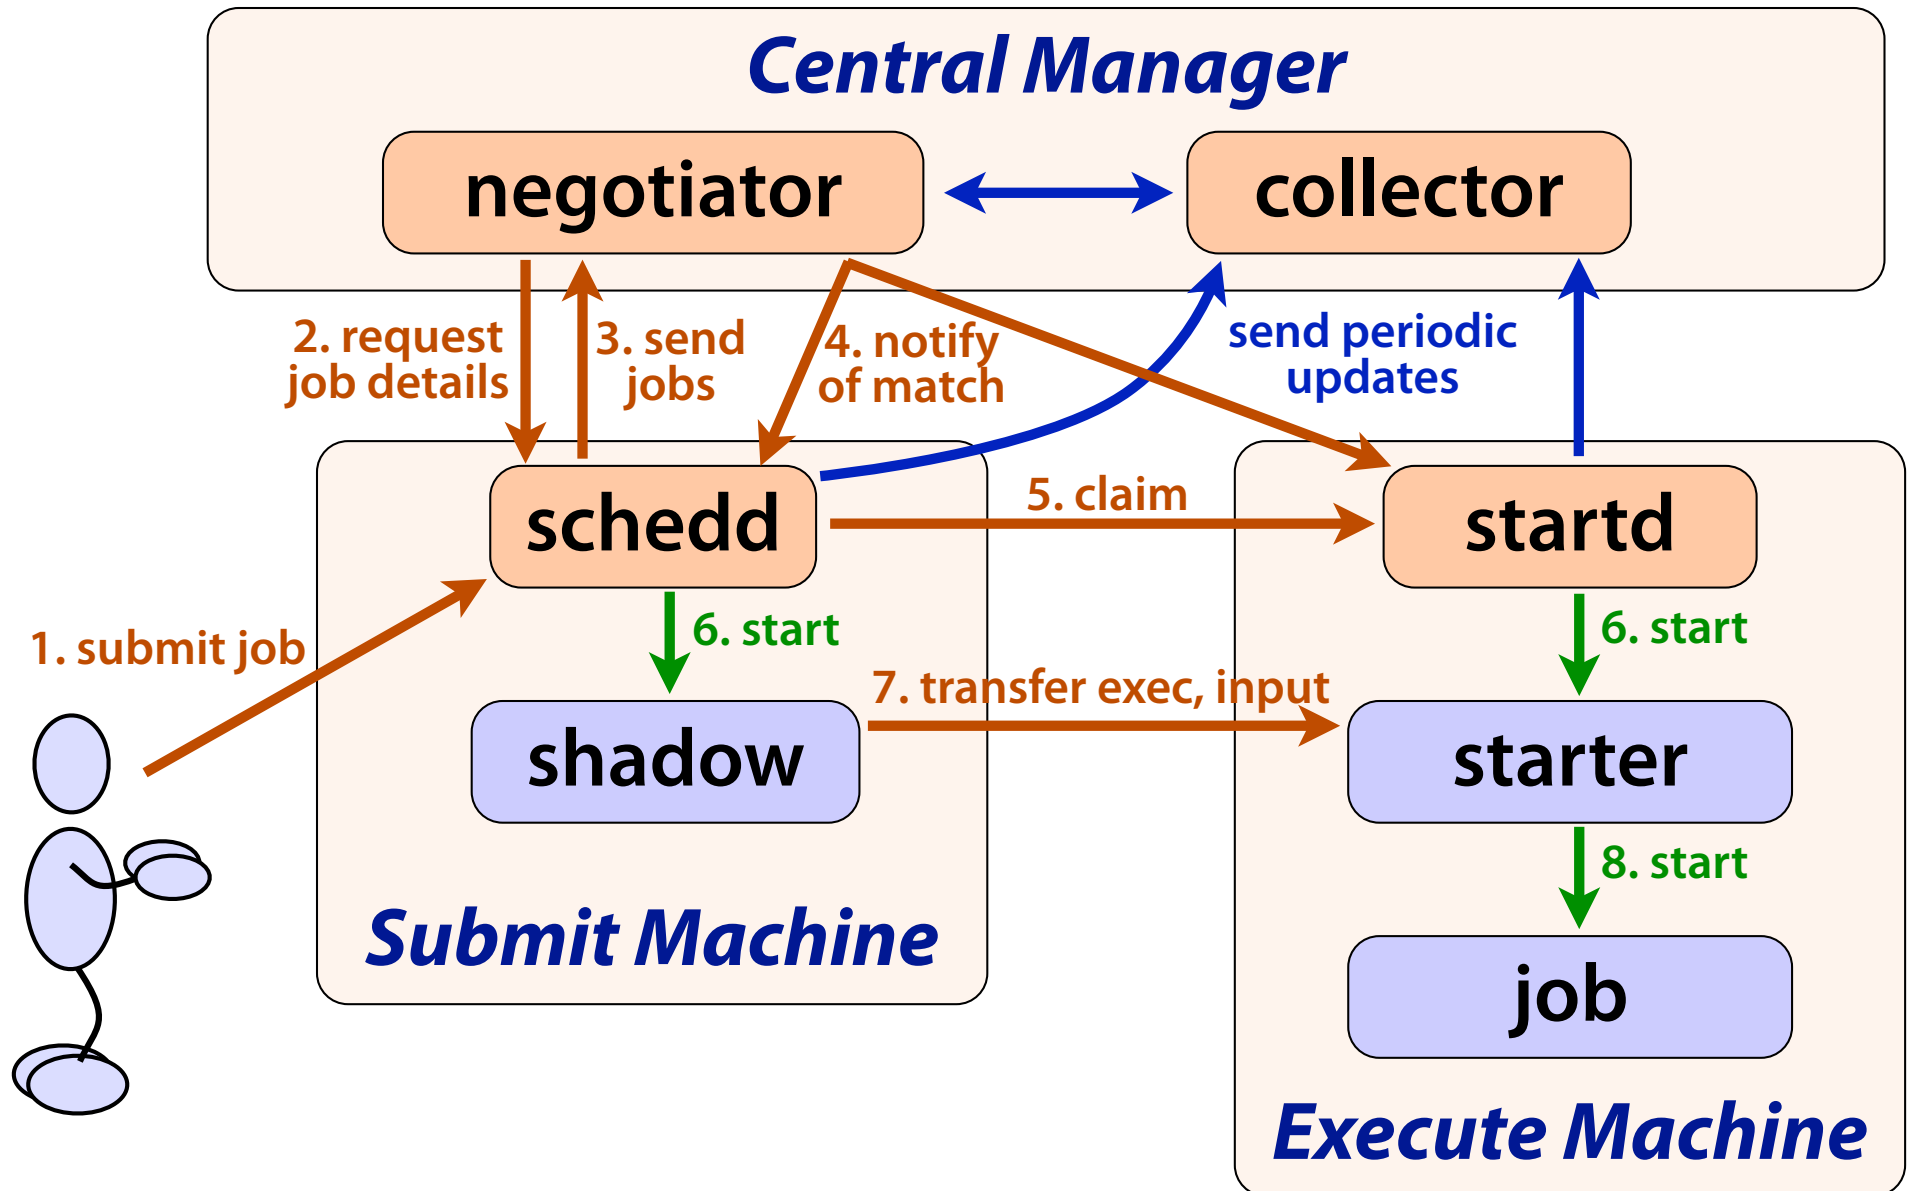 Central Manager
negotiator
collector
2. request
job details
3. send
jobs
4. notify
of match
send periodic
updates
schedd
5. claim
startd
1. submit job
6. start
6. start
7. transfer exec, input
shadow
starter
8. start
Submit Machine
job
Execute Machine